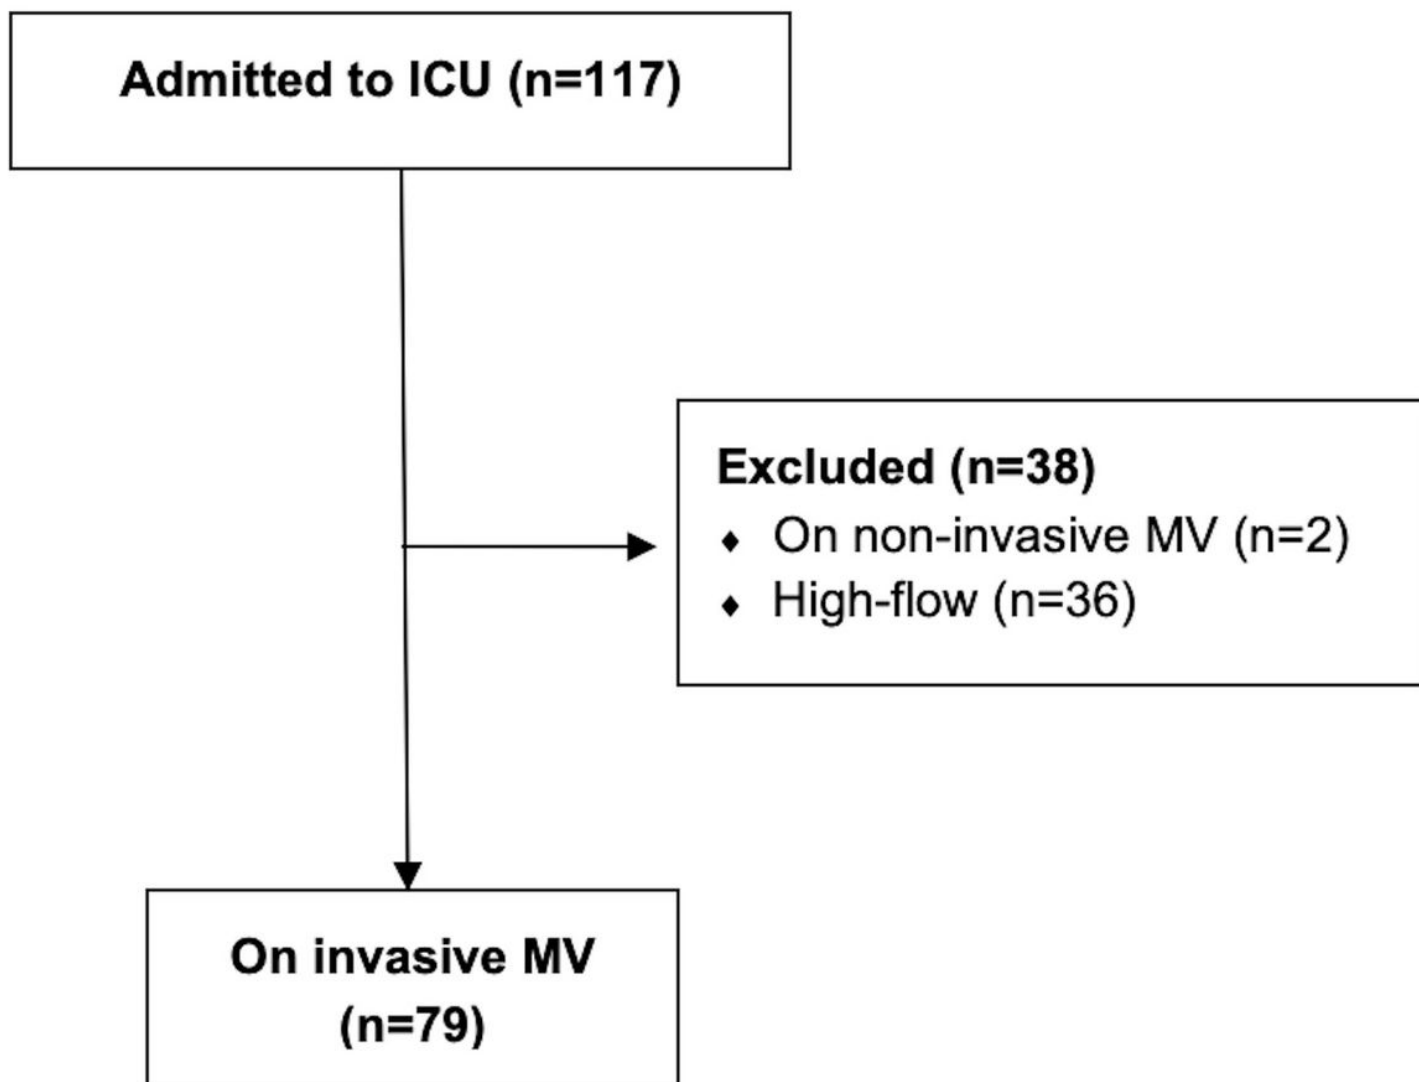 Admitted to ICU (n=117)
Excluded (n=38)
♦ On non-invasive MV (n=2)
♦ High-flow (n=36)
On invasive MV
(n=79)